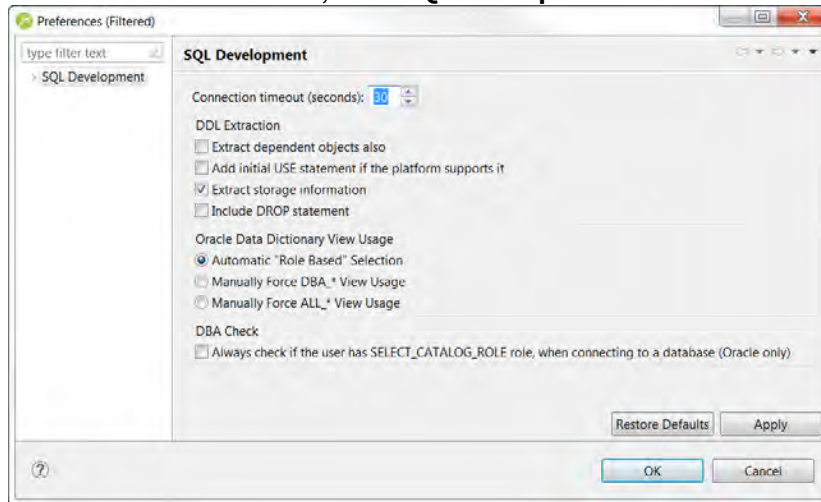 Preferences (Filtered)
type filter text
SQL Development
SQL Development
Connection timeout (seconds): 30
DDL Extraction
Extract dependent objects also
Add initial USE statement if the platform supports it
Extract storage information
Include DROP statement
Oracle Data Dictionary View Usage
Automatic "Role Based" Selection
Manually Force DBA_* View Usage
Manually Force ALL_* View Usage
DBA Check
Always check if the user has SELECT_CATALOG_ROLE role, when connecting to a database (Oracle only)
Restore Defaults
Apply
?
OK
Cancel